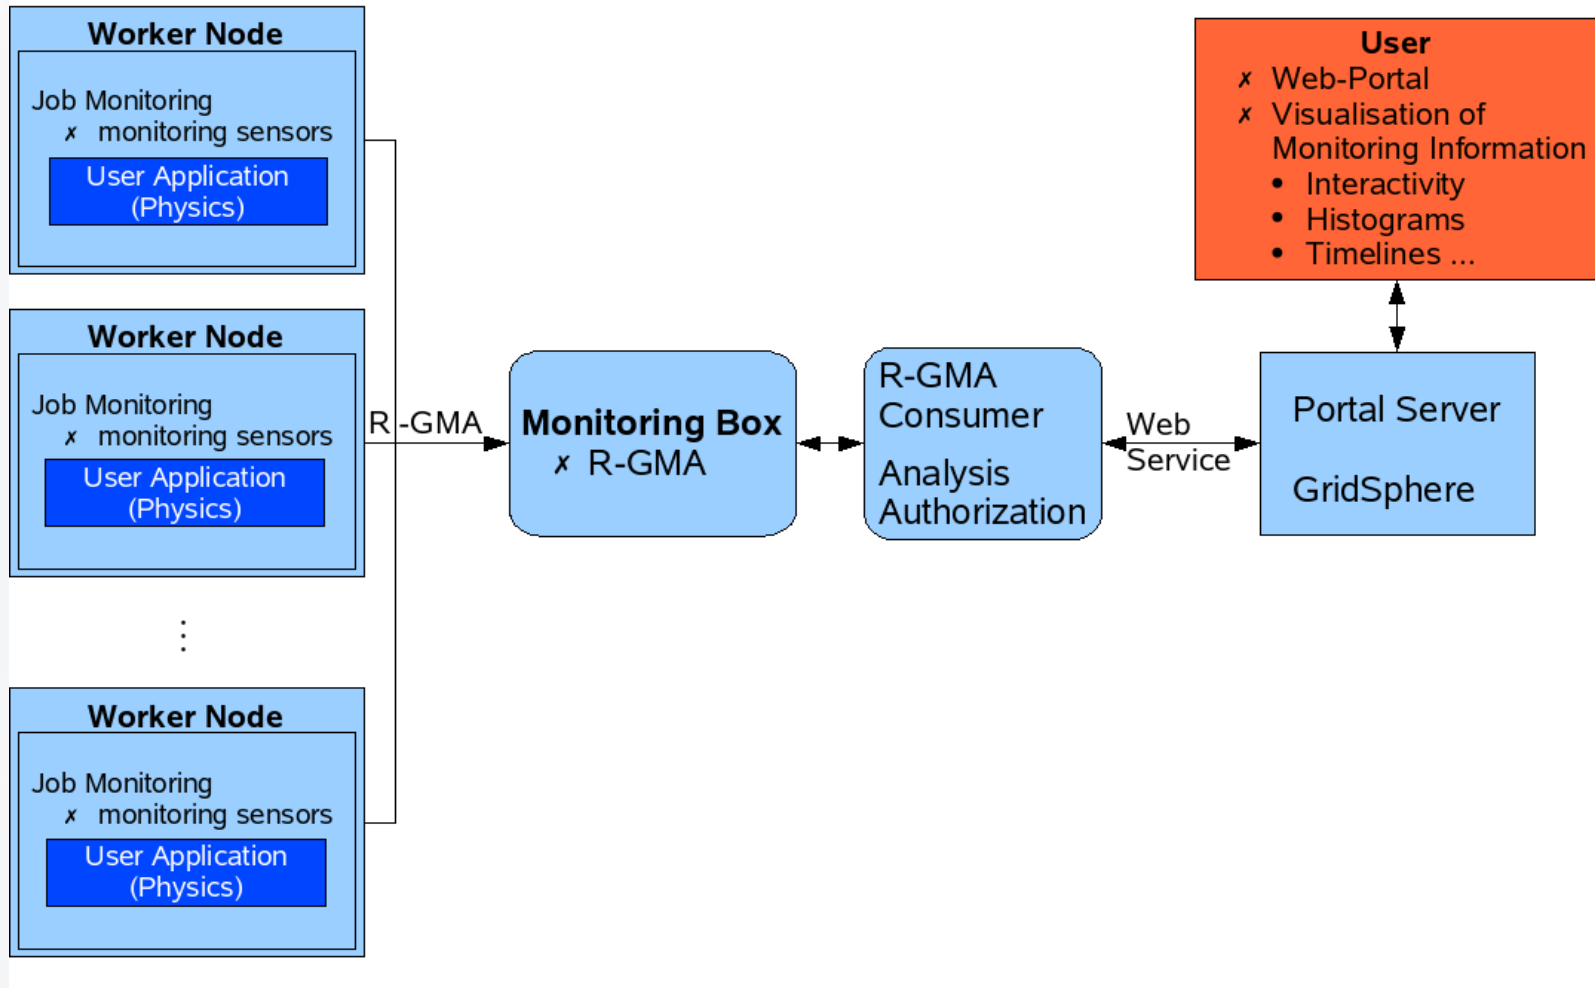 Worker Node
Job Monitoring
✗ monitoring sensors
User Application
(Physics)
Worker Node
Job Monitoring
✗ monitoring sensors
User Application
(Physics)
⋮
Worker Node
Job Monitoring
✗ monitoring sensors
User Application
(Physics)
R -GMA
Monitoring Box
✗ R-GMA
R-GMA
Consumer
Analysis
Authorization
Web
Service
Portal Server
GridSphere
User
✗ Web-Portal
✗ Visualisation of
Monitoring Information
• Interactivity
• Histograms
• Timelines ...